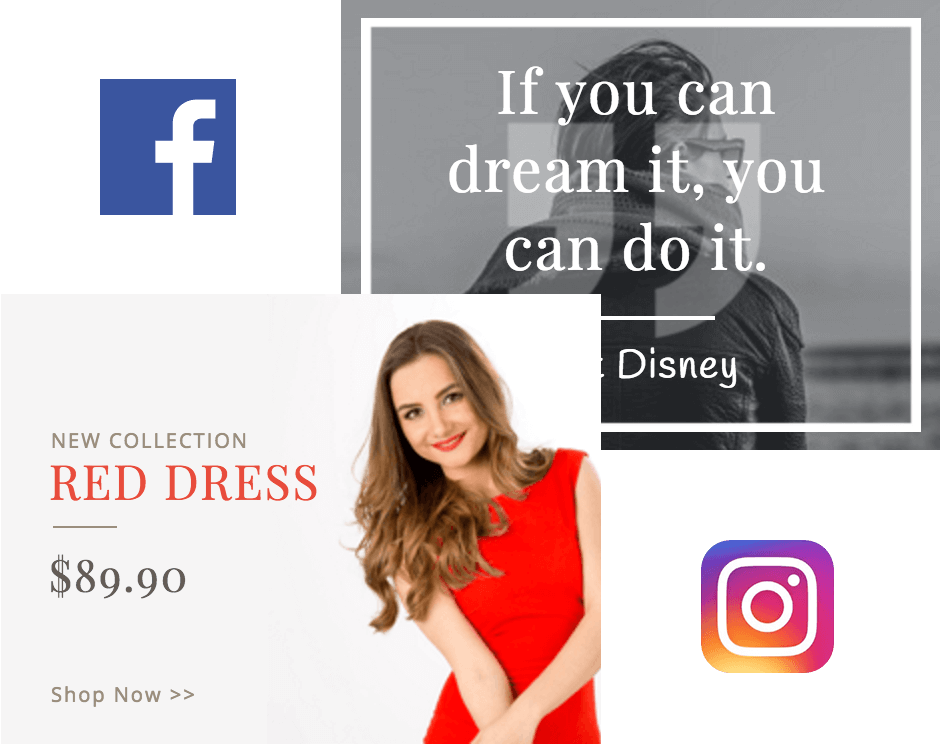 If you can
dream it, you
can do it.
Disney
NEW COLLECTION
RED DRESS
$89.90
Shop Now >>